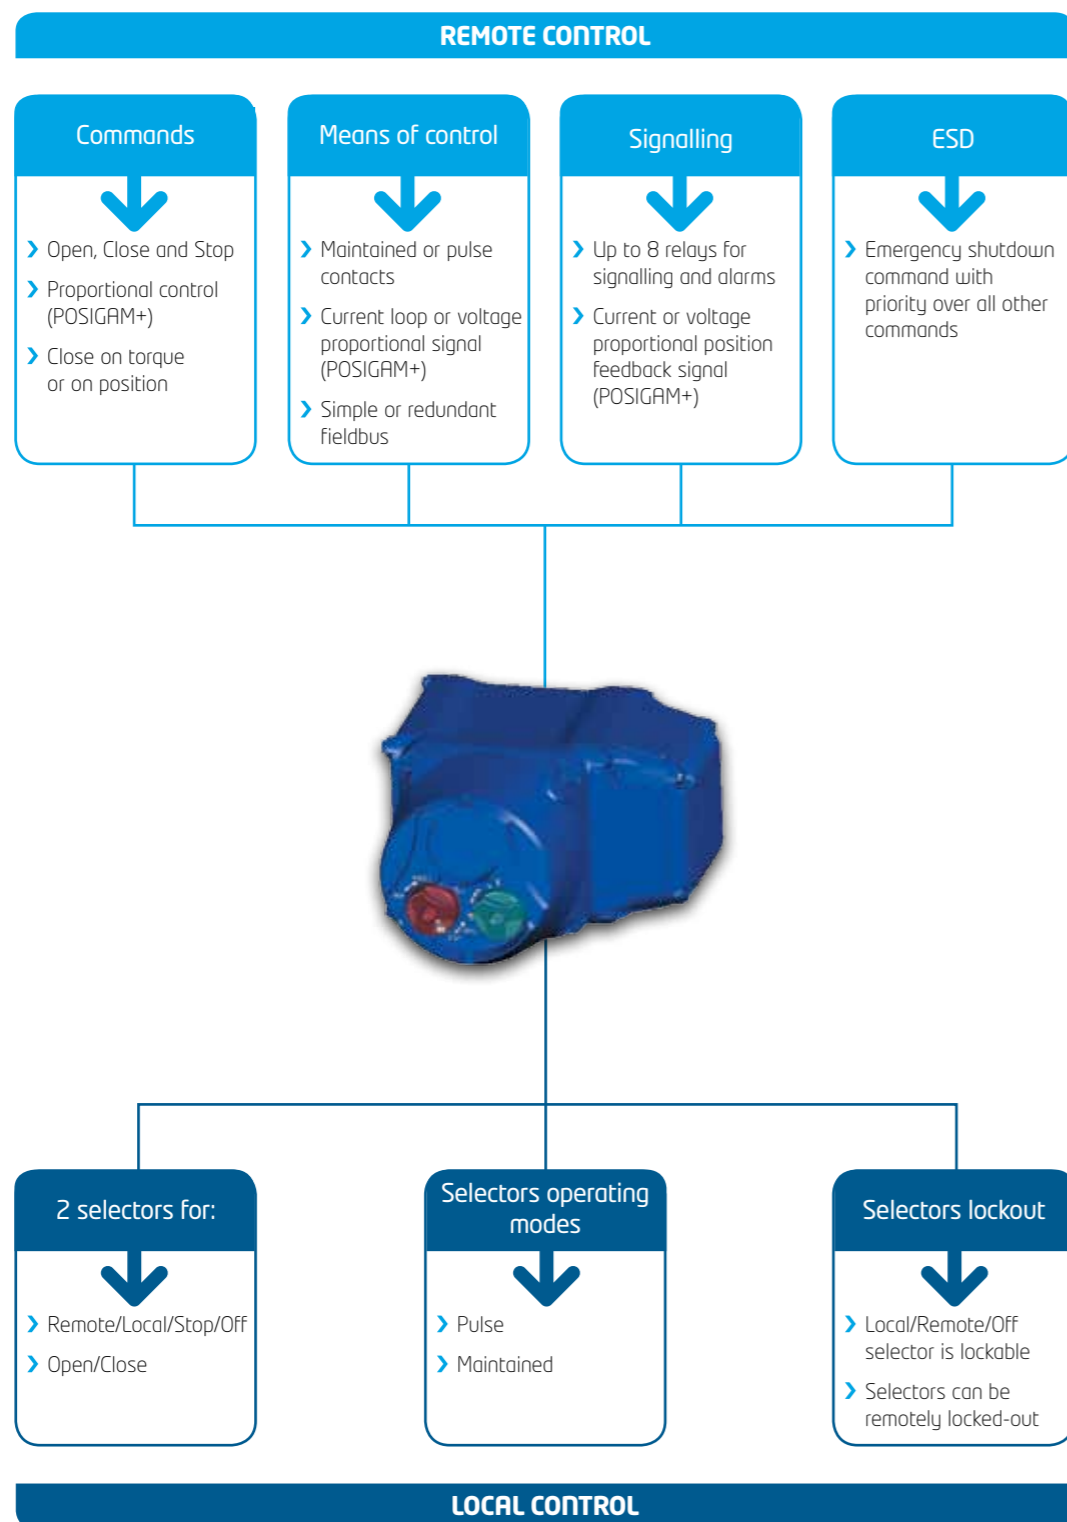 REMOTE CONTROL
Commands
❯ Open, Close and Stop
❯ Proportional control
(POSIGAM+)
❯ Close on torque
or on position
Means of control
❯ Maintained or pulse
contacts
❯ Current loop or voltage
proportional signal
(POSIGAM+)
❯ Simple or redundant
fieldbus
Signalling
❯ Up to 8 relays for
signalling and alarms
❯ Current or voltage
proportional position
feedback signal
(POSIGAM+)
ESD
❯ Emergency shutdown
command with
priority over all other
commands
2 selectors for:
❯ Remote/Local/Stop/Off
❯ Open/Close
Selectors operating
modes
❯ Pulse
❯ Maintained
Selectors lockout
❯ Local/Remote/Off
selector is lockable
❯ Selectors can be
remotely locked-out
LOCAL CONTROL